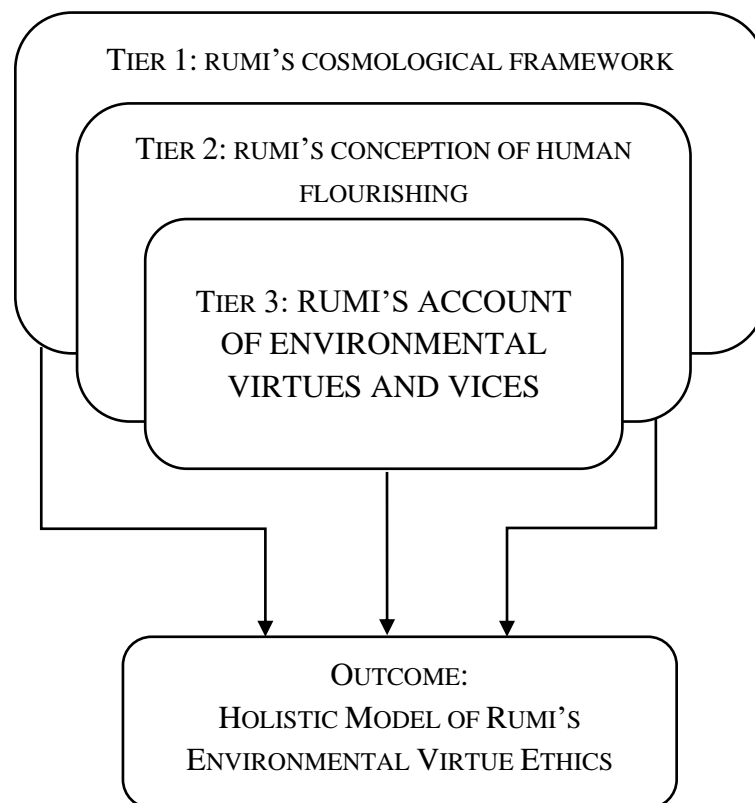 TIER 1: RUMI’S COSMOLOGICAL FRAMEWORK
TIER 2: RUMI’S CONCEPTION OF HUMAN
FLOURISHING
TIER 3: RUMI’S ACCOUNT
OF ENVIRONMENTAL
VIRTUES AND VICES
OUTCOME:
HOLISTIC MODEL OF RUMI’S
ENVIRONMENTAL VIRTUE ETHICS